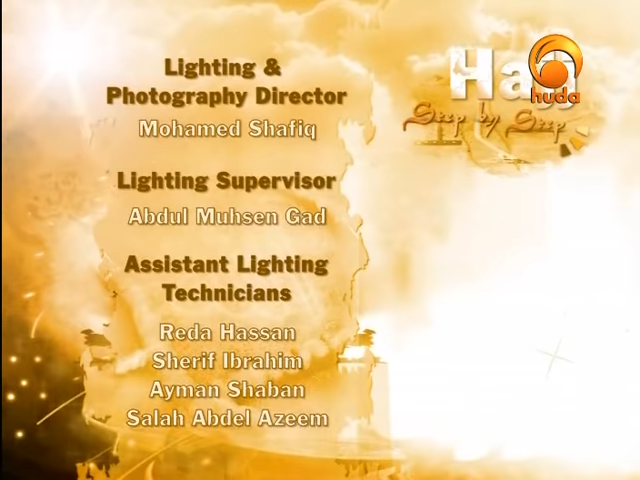 Lighting &
Photography Director
Mohamed Shafiq
Lighting Supervisor
Abdul Muhsen Gad
Assistant Lighting
Technicians
Reda Hassan
Sherif Ibrahim
Ayman Shaban
Salah Abdel Azeem
Hajj
huda
Step by Step